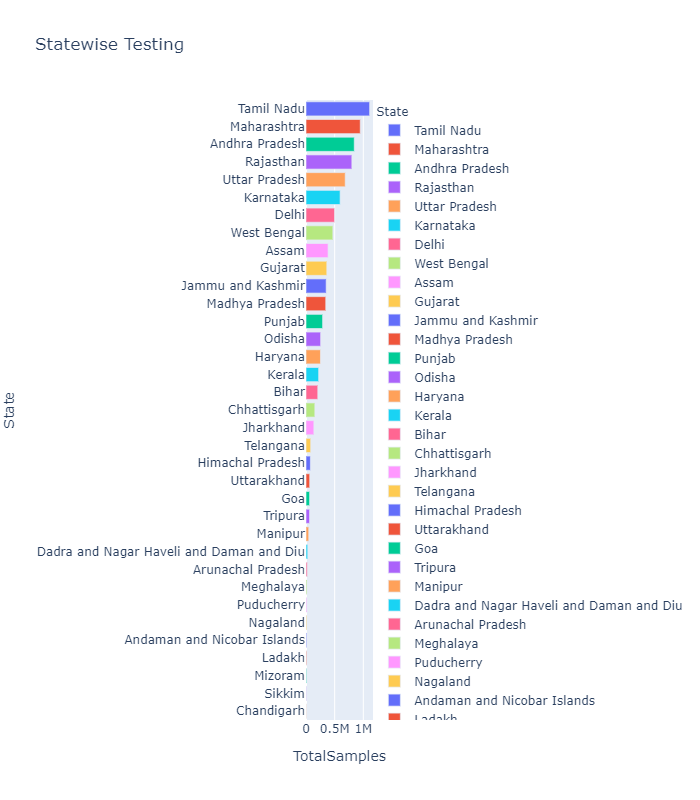 Statewise Testing
State
Tamil Nadu
Maharashtra
Andhra Pradesh
Rajasthan
Uttar Pradesh
Karnataka
Delhi
West Bengal
Assam
Gujarat
Jammu and Kashmir
Madhya Pradesh
Punjab
Odisha
Haryana
Kerala
Bihar
Chhattisgarh
Jharkhand
Telangana
Himachal Pradesh
Uttarakhand
Goa
Tripura
Manipur
Dadra and Nagar Haveli and Daman and Diu
Arunachal Pradesh
Meghalaya
Puducherry
Nagaland
Andaman and Nicobar Islands
Ladakh
Mizoram
Sikkim
Chandigarh
0 0.5M 1M
TotalSamples
State
Tamil Nadu
Maharashtra
Andhra Pradesh
Rajasthan
Uttar Pradesh
Karnataka
Delhi
West Bengal
Assam
Gujarat
Jammu and Kashmir
Madhya Pradesh
Punjab
Odisha
Haryana
Kerala
Bihar
Chhattisgarh
Jharkhand
Telangana
Himachal Pradesh
Uttarakhand
Goa
Tripura
Manipur
Dadra and Nagar Haveli and Daman and Diu
Arunachal Pradesh
Meghalaya
Puducherry
Nagaland
Andaman and Nicobar Islands
Ladakh